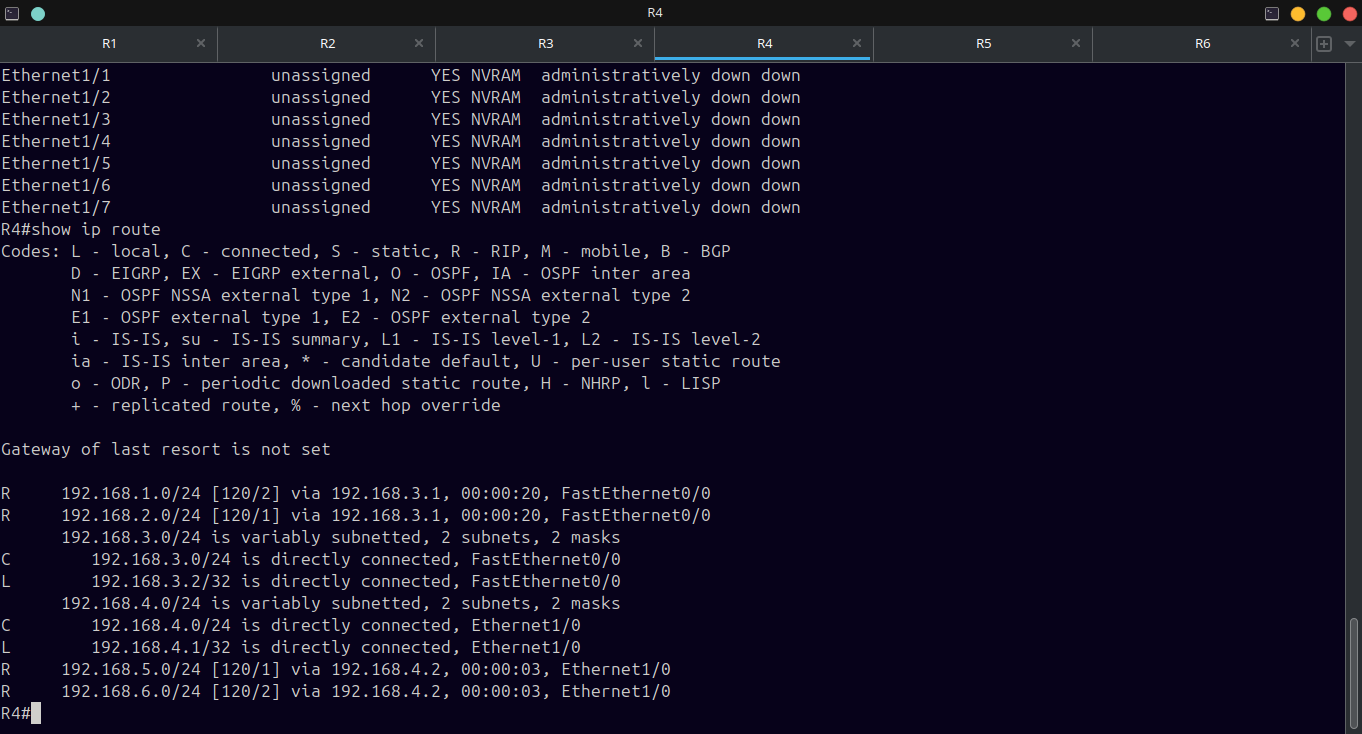 R4
R1 R2 R3 R4 R5 R6
Ethernet1/1                unassigned      YES NVRAM  administratively down down
Ethernet1/2                unassigned      YES NVRAM  administratively down down
Ethernet1/3                unassigned      YES NVRAM  administratively down down
Ethernet1/4                unassigned      YES NVRAM  administratively down down
Ethernet1/5                unassigned      YES NVRAM  administratively down down
Ethernet1/6                unassigned      YES NVRAM  administratively down down
Ethernet1/7                unassigned      YES NVRAM  administratively down down
R4#show ip route
Codes: L - local, C - connected, S - static, R - RIP, M - mobile, B - BGP
       D - EIGRP, EX - EIGRP external, O - OSPF, IA - OSPF inter area
       N1 - OSPF NSSA external type 1, N2 - OSPF NSSA external type 2
       E1 - OSPF external type 1, E2 - OSPF external type 2
       i - IS-IS, su - IS-IS summary, L1 - IS-IS level-1, L2 - IS-IS level-2
       ia - IS-IS inter area, * - candidate default, U - per-user static route
       o - ODR, P - periodic downloaded static route, H - NHRP, l - LISP
       + - replicated route, % - next hop override
Gateway of last resort is not set
R     192.168.1.0/24 [120/2] via 192.168.3.1, 00:00:20, FastEthernet0/0
R     192.168.2.0/24 [120/1] via 192.168.3.1, 00:00:20, FastEthernet0/0
      192.168.3.0/24 is variably subnetted, 2 subnets, 2 masks
C        192.168.3.0/24 is directly connected, FastEthernet0/0
L        192.168.3.2/32 is directly connected, FastEthernet0/0
      192.168.4.0/24 is variably subnetted, 2 subnets, 2 masks
C        192.168.4.0/24 is directly connected, Ethernet1/0
L        192.168.4.1/32 is directly connected, Ethernet1/0
R     192.168.5.0/24 [120/1] via 192.168.4.2, 00:00:03, Ethernet1/0
R     192.168.6.0/24 [120/2] via 192.168.4.2, 00:00:03, Ethernet1/0
R4#